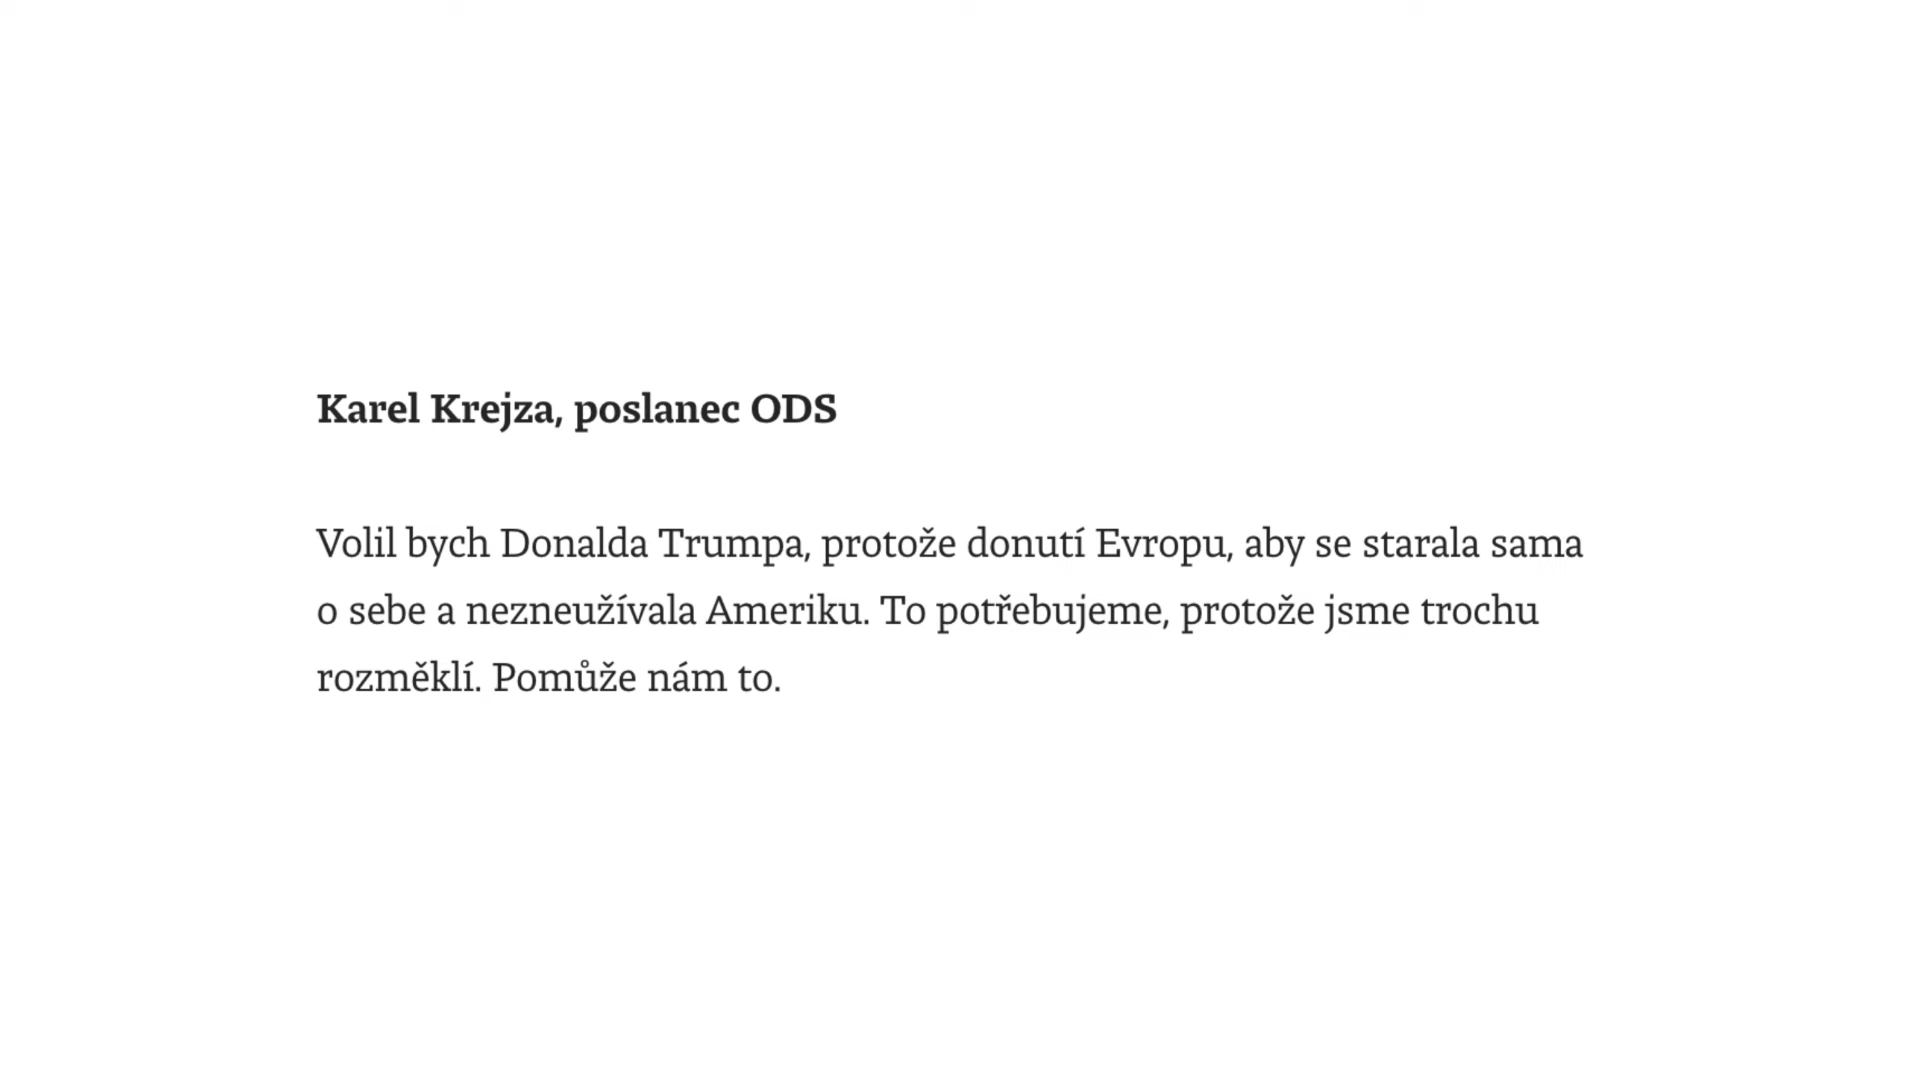 Karel Krejza, poslanec ODS
Volil bych Donalda Trumpa, protože donutí Evropu, aby se starala sama
o sebe a nezneužívala Ameriku. To potřebujeme, protože jsme trochu
rozměklí. Pomůže nám to.